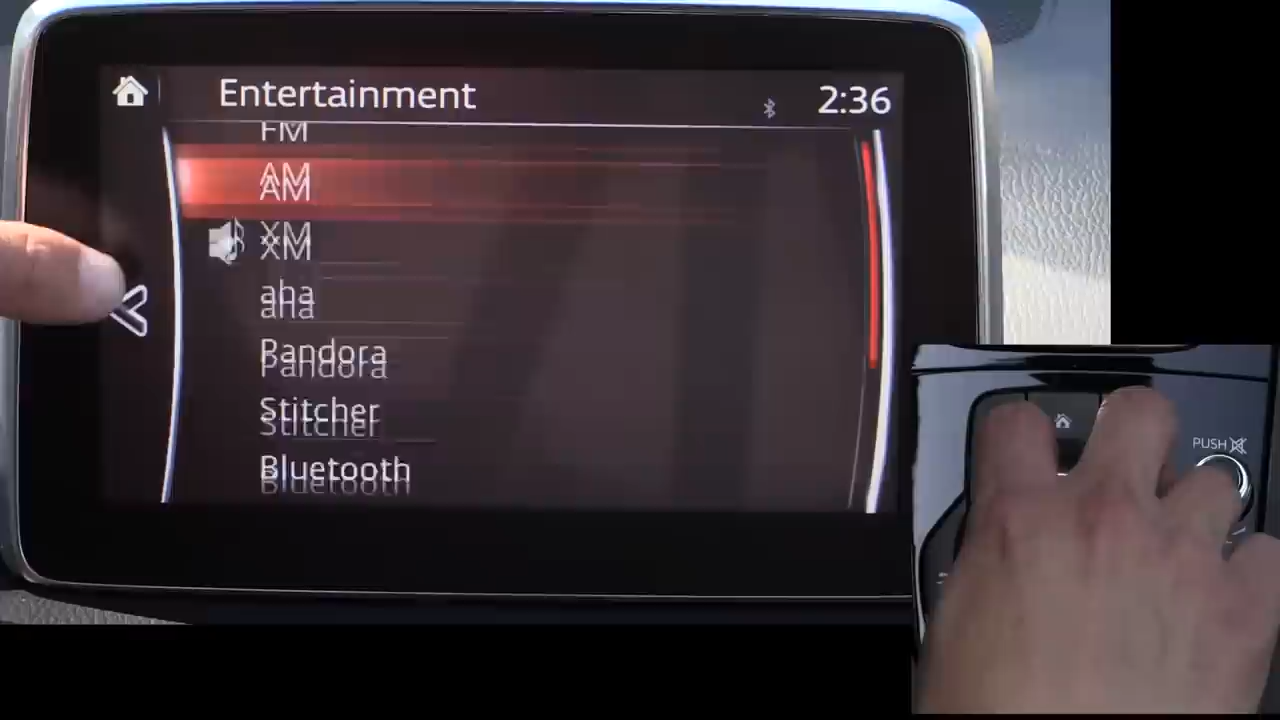 Entertainment
2:36
FM
AM
XM
aha
Pandora
Stitcher
Bluetooth
PUSH